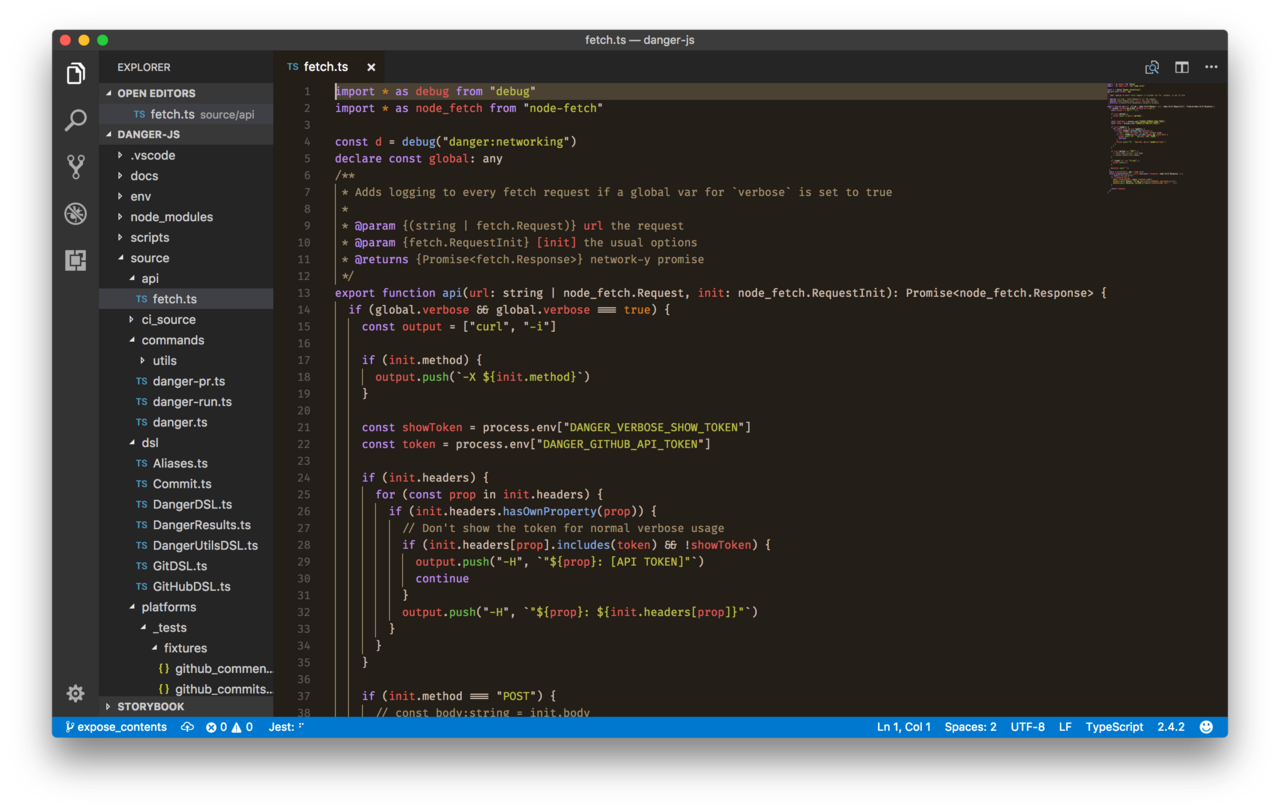 fetch.ts — danger-js
EXPLORER
OPEN EDITORS
TS fetch.ts source/api
DANGER-JS
.vscode
docs
env
node_modules
scripts
source
api
TS fetch.ts
ci_source
commands
utils
TS danger-pr.ts
TS danger-run.ts
TS danger.ts
dsl
TS Aliases.ts
TS Commit.ts
TS DangerDSL.ts
TS DangerResults.ts
TS DangerUtilsDSL.ts
TS GitDSL.ts
TS GitHubDSL.ts
platforms
_tests
fixtures
{} github_commen...
{} github_commits...
STORYBOOK
TS fetch.ts ×
1 import * as debug from "debug"
2 import * as node_fetch from "node-fetch"
3
4 const d = debug("danger:networking")
5 declare const global: any
6 /**
7  * Adds logging to every fetch request if a global var for `verbose` is set to true
8  *
9  * @param {(string | fetch.Request)} url the request
10  * @param {fetch.RequestInit} [init] the usual options
11  * @returns {Promise<fetch.Response>} network-y promise
12  */
13 export function api(url: string | node_fetch.Request, init: node_fetch.RequestInit): Promise<node_fetch.Response> {
14   if (global.verbose && global.verbose === true) {
15     const output = ["curl", "-i"]
16
17     if (init.method) {
18       output.push(`-X ${init.method}`)
19     }
20
21     const showToken = process.env["DANGER_VERBOSE_SHOW_TOKEN"]
22     const token = process.env["DANGER_GITHUB_API_TOKEN"]
23
24     if (init.headers) {
25       for (const prop in init.headers) {
26         if (init.headers.hasOwnProperty(prop)) {
27           // Don't show the token for normal verbose usage
28           if (init.headers[prop].includes(token) && !showToken) {
29             output.push("-H", `"${prop}: [API TOKEN]"`)
30             continue
31           }
32           output.push("-H", `"${prop}: ${init.headers[prop]}"`)
33         }
34       }
35     }
36
37     if (init.method === "POST") {
38       // const body:string = init.body
expose_contents 0 0 Jest: Ln 1, Col 1 Spaces: 2 UTF-8 LF TypeScript 2.4.2